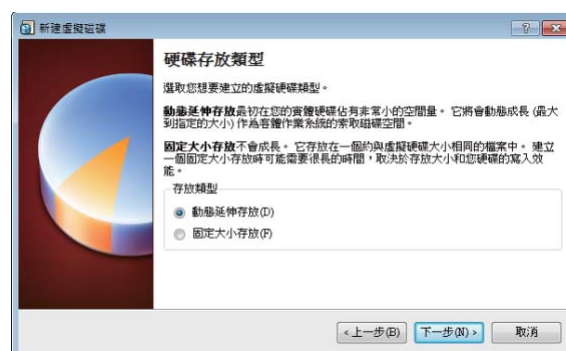 新建虛擬磁碟
硬碟存放類型
選取您想要建立的虛擬硬碟類型。
動態延伸存放最初在您的實體硬碟佔有非常小的空間量。 它將會動態成長 (最大
到指定的大小) 作為客體作業系統的索取磁碟空間。
固定大小存放不會成長。 它存放在一個約與虛擬硬碟大小相同的檔案中。 建立
一個固定大小存放時可能需要很長的時間，取決於存放大小和您硬碟的寫入效
能。
存放類型
動態延伸存放(D)
固定大小存放(F)
<上一步(B)
下一步(N)>
取消